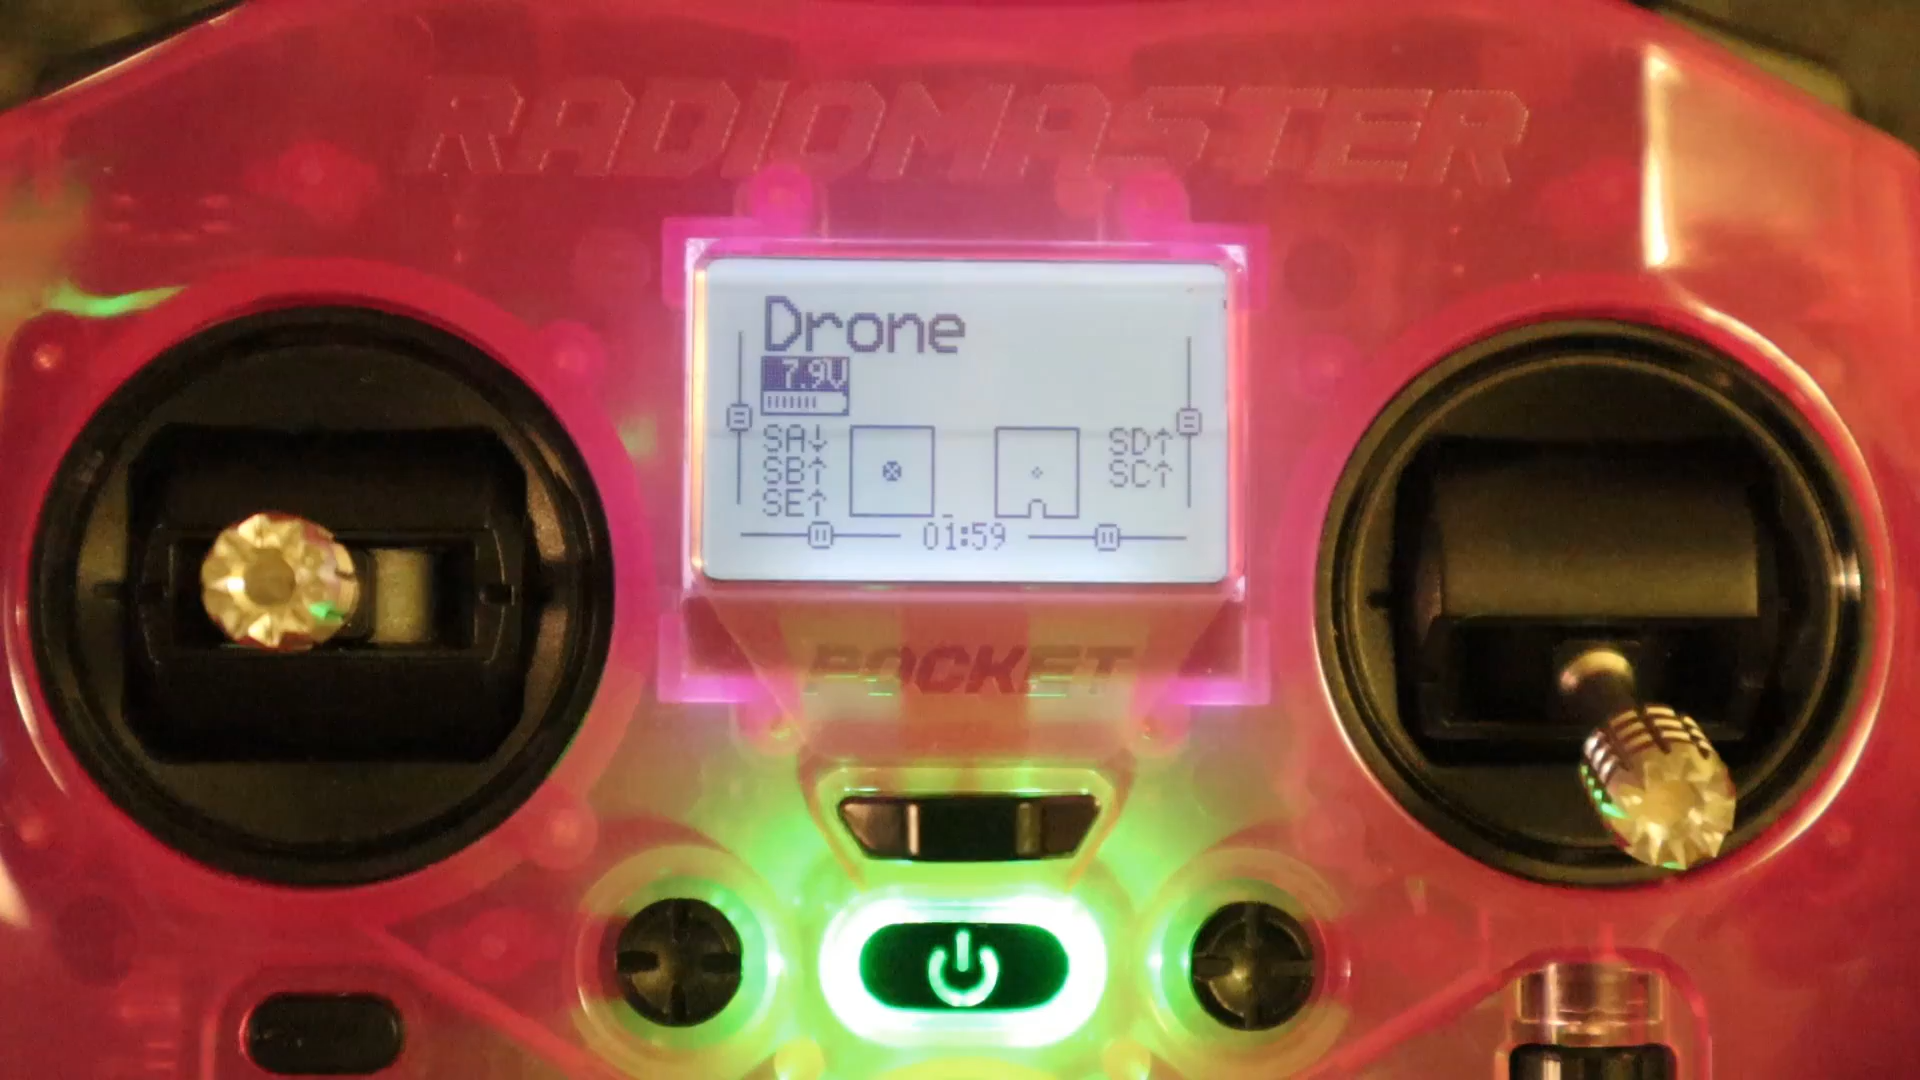 RADIOMASTER
Drone
7.9V
SA↓
SB↑
SE↑
SD↑
SC↑
01:59
POCKET